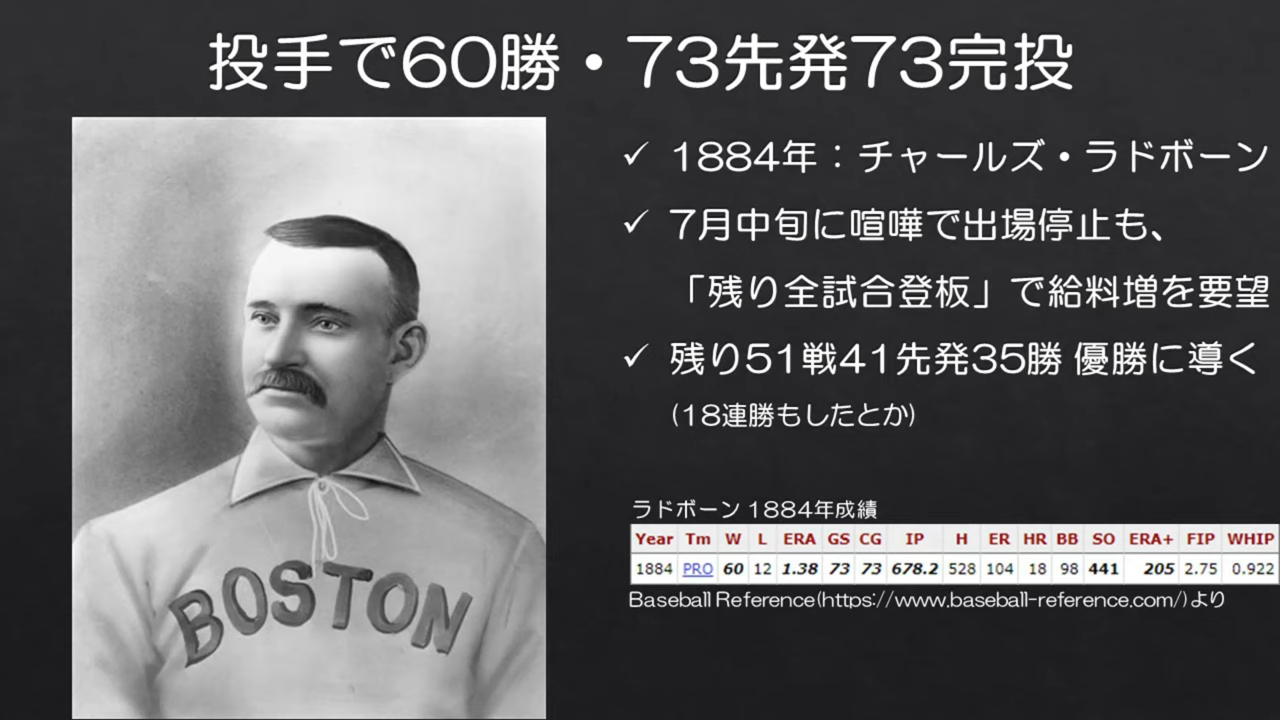 投手で60勝・73先発73完投
✓ 1884年：チャールズ・ラドボーン
✓ 7月中旬に喧嘩で出場停止も、
「残り全試合登板」で給料増を要望
✓ 残り51戦41先発35勝 優勝に導く
(18連勝もしたとか)
BOSTON
ラドボーン 1884年成績
Year Tm W L ERA GS CG IP H ER HR BB SO ERA+ FIP WHIP
1884 PRO 60 12 1.38 73 73 678.2 528 104 18 98 441 205 2.75 0.922
Baseball Reference(https://www.baseball-reference.com/)より